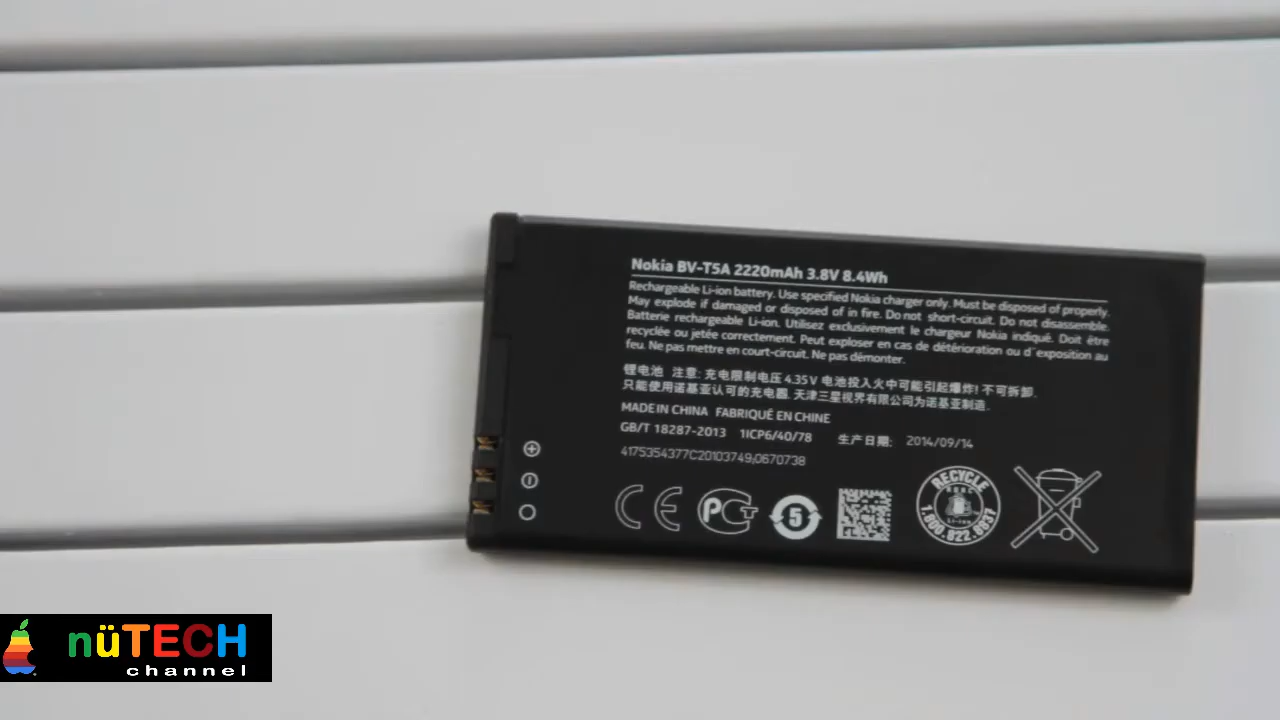 Nokia BV-T5A 2220mAh 3.8V 8.4Wh
Rechargeable Li-ion battery. Use specified Nokia charger only. Must be disposed of properly.
May explode if damaged or disposed of in fire. Do not short-circuit. Do not disassemble.
Batterie rechargeable Li-ion. Utilisez exclusivement le chargeur Nokia indiqué. Doit être
recyclée ou jetée correctement. Peut exploser en cas de détérioration ou d´exposition au
feu. Ne pas mettre en court-circuit. Ne pas démonter.
锂电池 注意: 充电限制电压 4.35V 电池投入火中可能引起爆炸! 不可拆卸.
只能使用诺基亚认可的充电器. 天津三星视界有限公司为诺基亚制造.
MADE IN CHINA FABRIQUÉ EN CHINE
GB/T 18287-2013 1ICP6/40/78 生产日期: 2014/09/14
4175354377C20103749,0670738
CE PCT 5
RECYCLE
RBRC
Li-ion
1.800.822.8837
nüTECH
channel